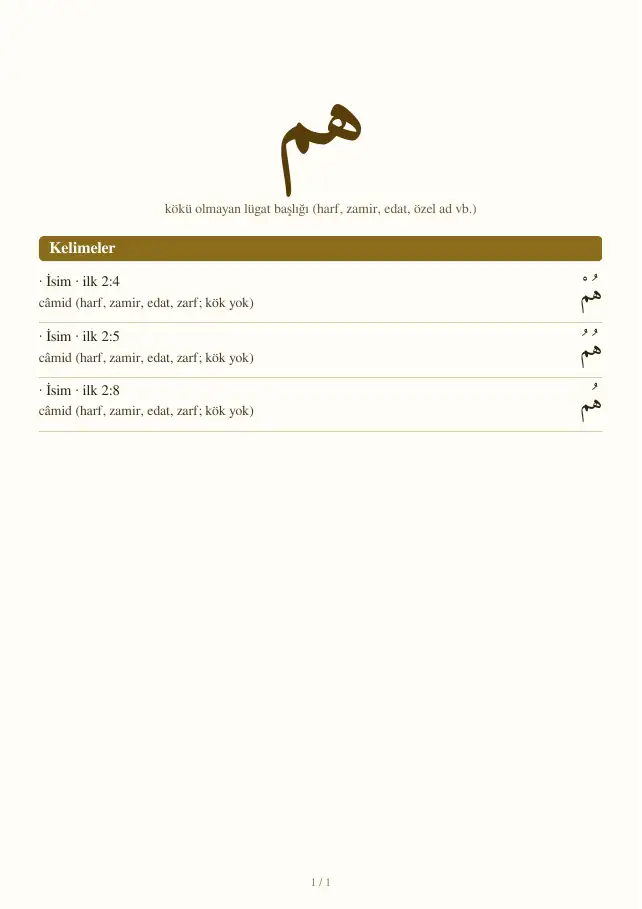 هم
kökü olmayan lügat başlığı (harf, zamir, edat, özel ad vb.)
Kelimeler
· İsim · ilk 2:4 هُمْ
câmid (harf, zamir, edat, zarf; kök yok)
· İsim · ilk 2:5 هُمُ
câmid (harf, zamir, edat, zarf; kök yok)
· İsim · ilk 2:8 هُم
câmid (harf, zamir, edat, zarf; kök yok)
1 / 1